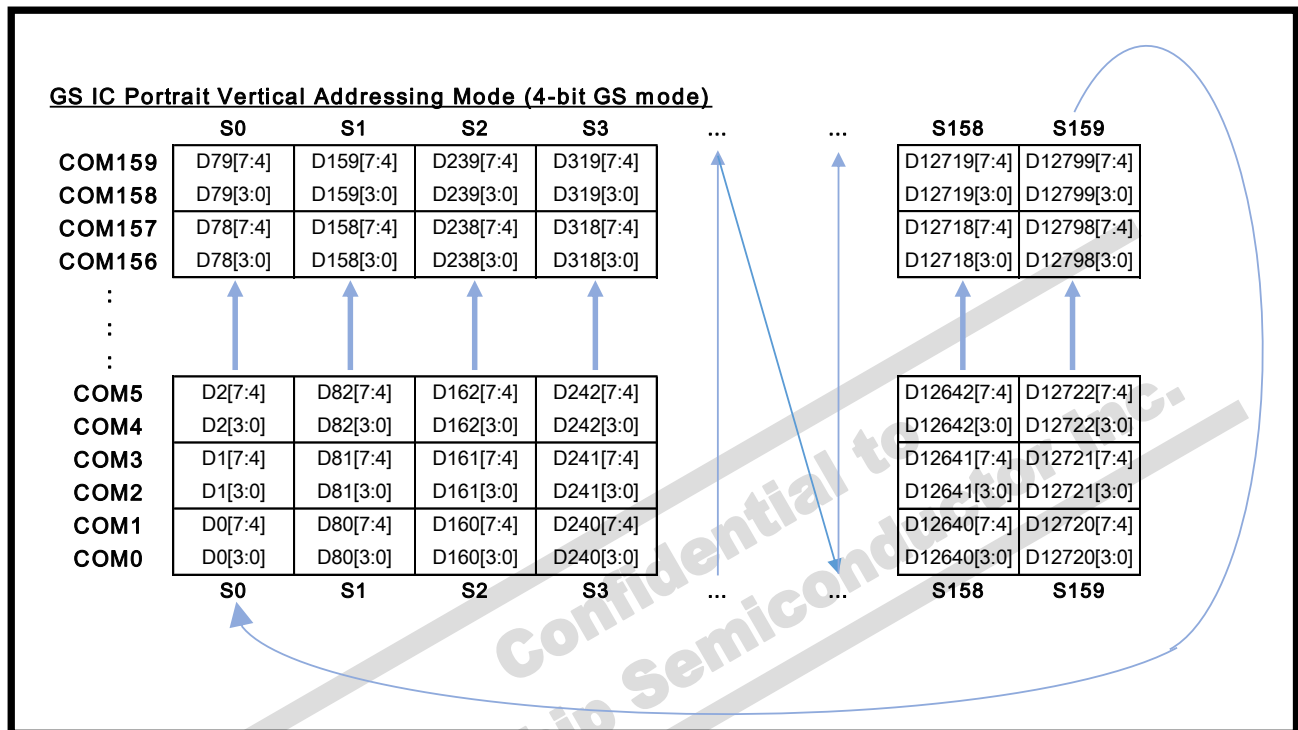 GS IC Portrait Vertical Addressing Mode (4-bit GS mode)
S0 S1 S2 S3 ... ... S158 S159
COM159 D79[7:4] D159[7:4] D239[7:4] D319[7:4] D12719[7:4] D12799[7:4]
COM158 D79[3:0] D159[3:0] D239[3:0] D319[3:0] D12719[3:0] D12799[3:0]
COM157 D78[7:4] D158[7:4] D238[7:4] D318[7:4] D12718[7:4] D12798[7:4]
COM156 D78[3:0] D158[3:0] D238[3:0] D318[3:0] D12718[3:0] D12798[3:0]
:
:
:
COM5 D2[7:4] D82[7:4] D162[7:4] D242[7:4] D12642[7:4] D12722[7:4]
COM4 D2[3:0] D82[3:0] D162[3:0] D242[3:0] D12642[3:0] D12722[3:0]
COM3 D1[7:4] D81[7:4] D161[7:4] D241[7:4] D12641[7:4] D12721[7:4]
COM2 D1[3:0] D81[3:0] D161[3:0] D241[3:0] D12641[3:0] D12721[3:0]
COM1 D0[7:4] D80[7:4] D160[7:4] D240[7:4] D12640[7:4] D12720[7:4]
COM0 D0[3:0] D80[3:0] D160[3:0] D240[3:0] D12640[3:0] D12720[3:0]
S0 S1 S2 S3 ... ... S158 S159
Confidential to
Semiconductor Inc.